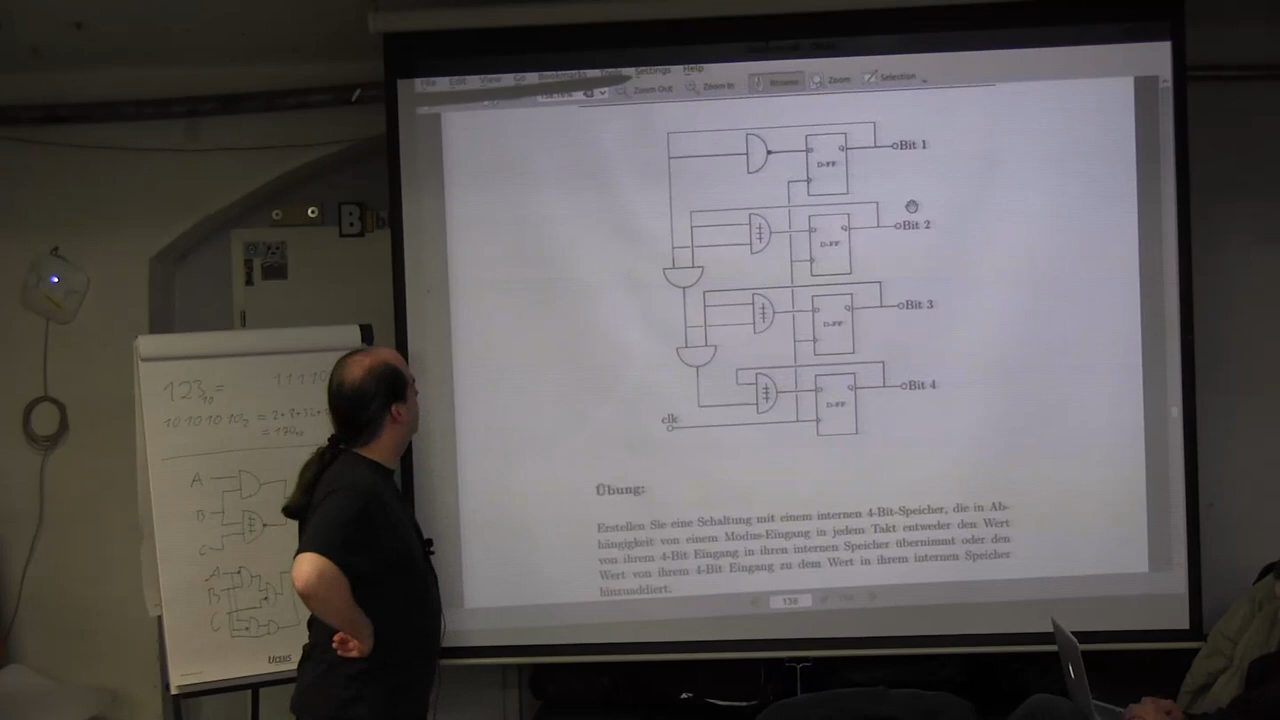 File Edit View Go Bookmarks Tools Settings Help
Zoom Out Zoom In Browse Zoom Selection
D Q
D-FF
Bit 1
D Q
D-FF
Bit 2
D Q
D-FF
Bit 3
D Q
D-FF
Bit 4
clk
Übung:
Erstellen Sie eine Schaltung mit einem internen 4-Bit-Speicher, die in Ab-
hängigkeit von einem Modus-Eingang in jedem Takt entweder den Wert
von ihrem 4-Bit Eingang in ihren internen Speicher übernimmt oder den
Wert von ihrem 4-Bit Eingang zu dem Wert in ihrem internen Speicher
hinzuaddiert.
138
B
123₁₀ = 11110
10101010₂ = 2+8+32+
= 170₁₀
A
B
C
A
B
C